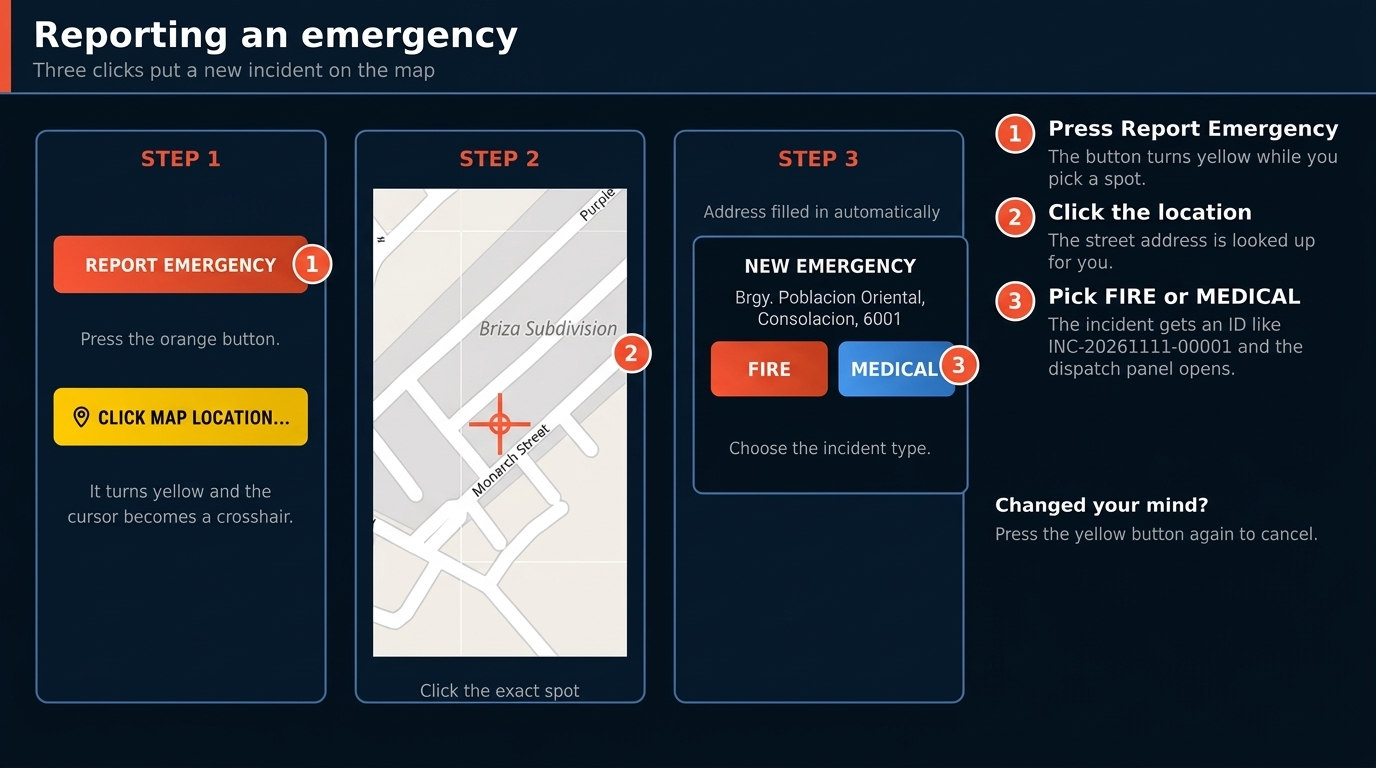 Reporting an emergency
Three clicks put a new incident on the map
STEP 1
REPORT EMERGENCY
1
Press the orange button.
CLICK MAP LOCATION...
It turns yellow and the
cursor becomes a crosshair.
STEP 2
Purple
Briza Subdivision
2
Monarch Street
Click the exact spot
STEP 3
Address filled in automatically
NEW EMERGENCY
Brgy. Poblacion Oriental,
Consolacion, 6001
FIRE
MEDICAL
3
Choose the incident type.
1
Press Report Emergency
The button turns yellow while you
pick a spot.
2
Click the location
The street address is looked up
for you.
3
Pick FIRE or MEDICAL
The incident gets an ID like
INC-20261111-00001 and the
dispatch panel opens.
Changed your mind?
Press the yellow button again to cancel.